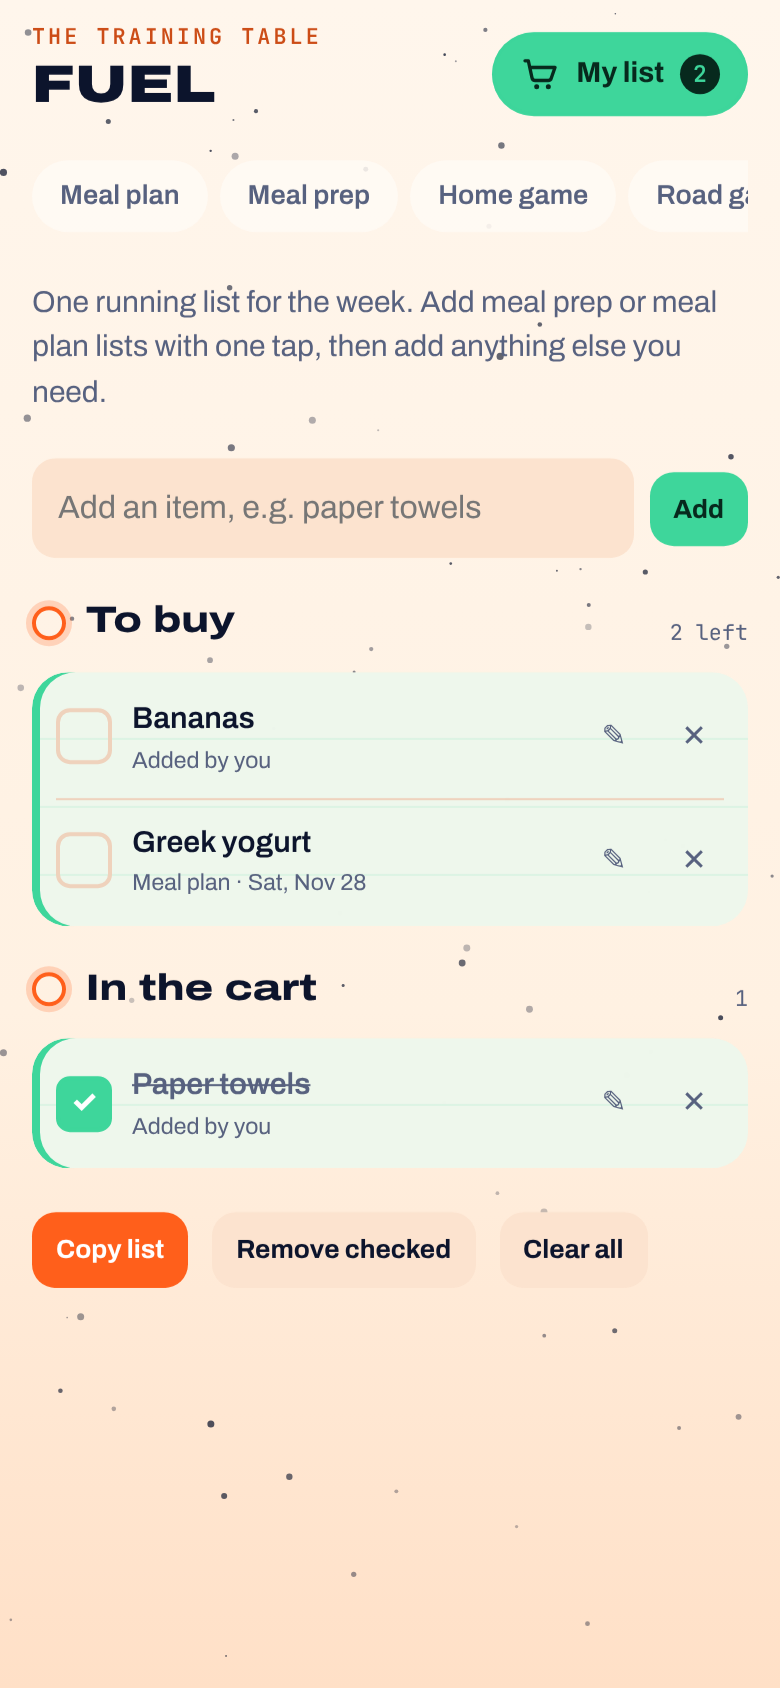 THE TRAINING TABLE
FUEL
My list 2
Meal plan Meal prep Home game Road ga
One running list for the week. Add meal prep or meal
plan lists with one tap, then add anything else you
need.
Add an item, e.g. paper towels Add
To buy 2 left
Bananas
Added by you
Greek yogurt
Meal plan · Sat, Nov 28
In the cart 1
Paper towels
Added by you
Copy list Remove checked Clear all